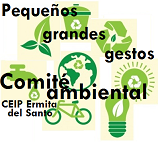 Pequeños
grandes
gestos
Comité
ambiental
CEIP Ermita
del Santo